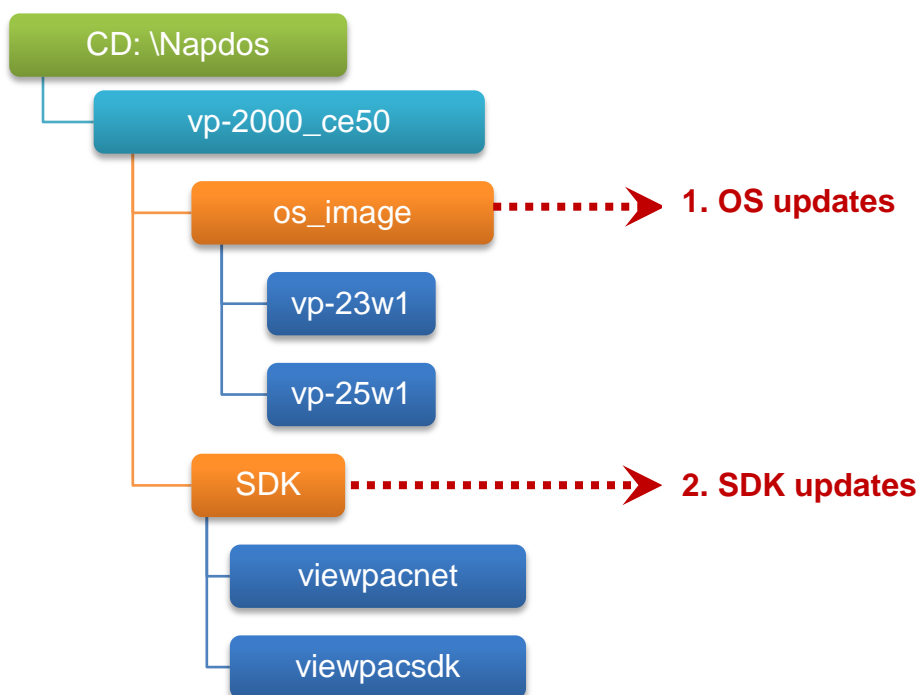 CD: \Napdos
vp-2000_ce50
os_image
1. OS updates
vp-23w1
vp-25w1
SDK
2. SDK updates
viewpacnet
viewpacsdk